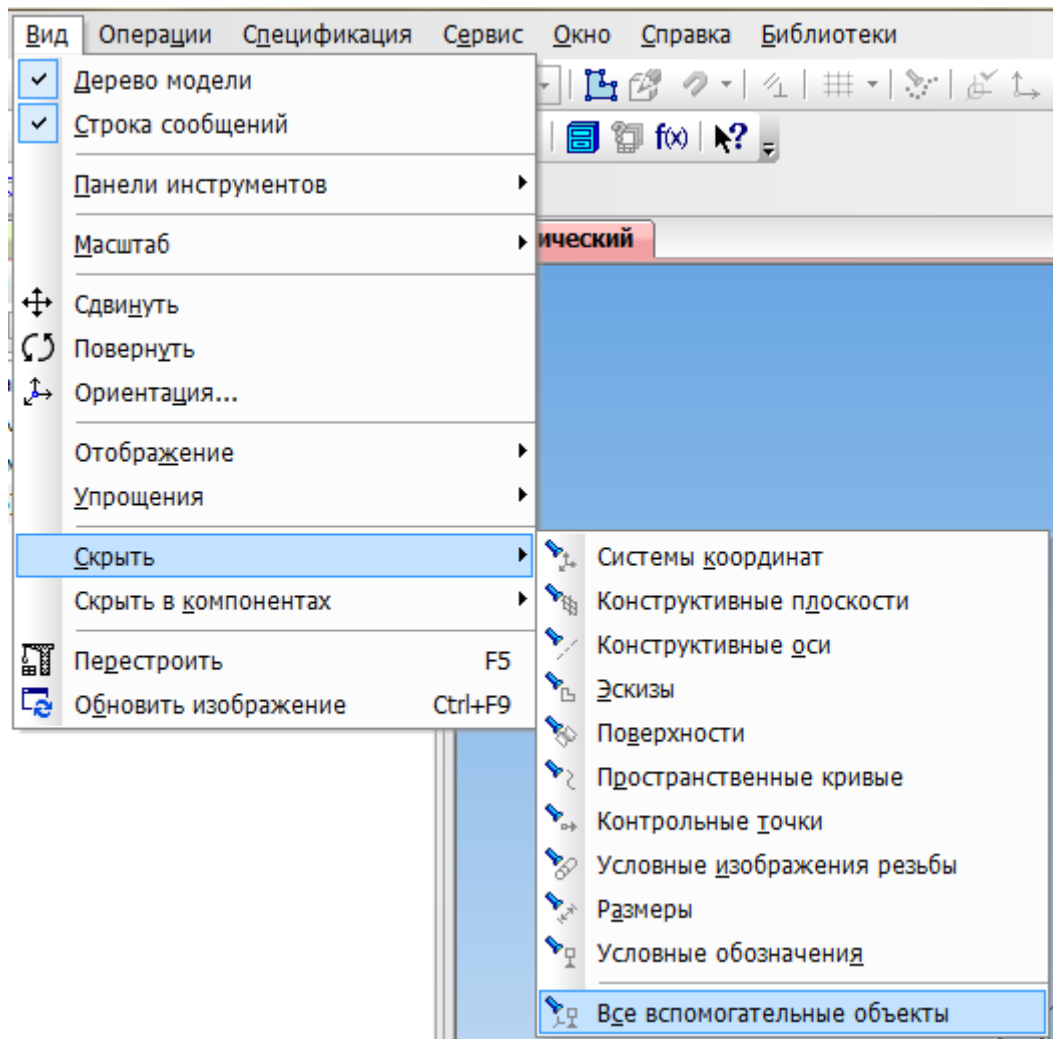 Вид Операции Спецификация Сервис Окно Справка Библиотеки
Дерево модели
Строка сообщений
f(x) ?
Панели инструментов
Масштаб
ический
Сдвинуть
Повернуть
Ориентация...
Отображение
Упрощения
Скрыть
Скрыть в компонентах
Перестроить F5
Обновить изображение Ctrl+F9
Системы координат
Конструктивные плоскости
Конструктивные оси
Эскизы
Поверхности
Пространственные кривые
Контрольные точки
Условные изображения резьбы
Размеры
Условные обозначения
Все вспомогательные объекты